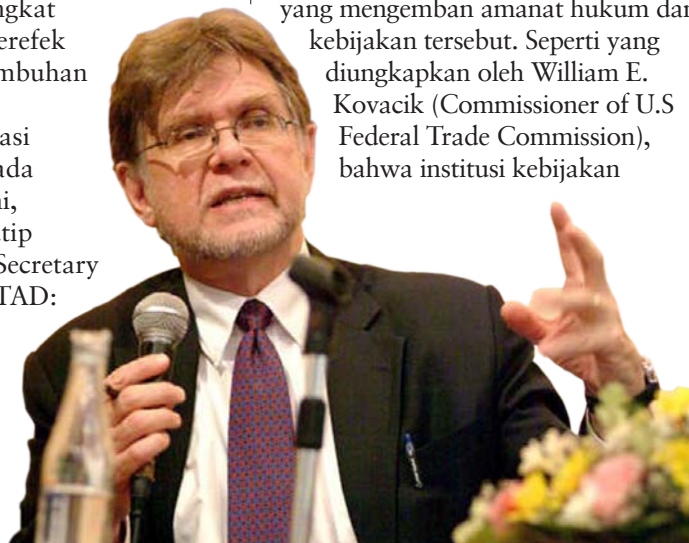 ngkat
erefek
mbuhan
asi
ada
ni,
tip
Secretary
TAD:
yang mengemban amanat hukum dan
kebijakan tersebut. Seperti yang
diungkapkan oleh William E.
Kovacik (Commissioner of U.S
Federal Trade Commission),
bahwa institusi kebijakan